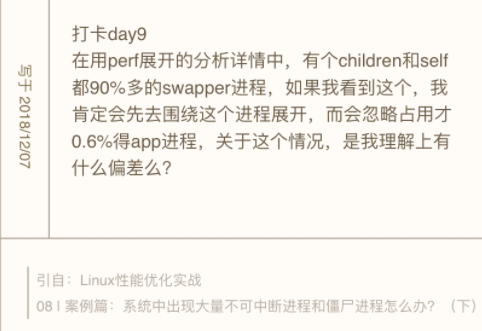 打卡day9
在用perf展开的分析详情中，有个children和self
都90%多的swapper进程，如果我看到这个，我
肯定会先去围绕这个进程展开，而会忽略占用才
0.6%得app进程，关于这个情况，是我理解上有
什么偏差么？
写于 2018/12/07
引自：Linux性能优化实战
08 | 案例篇：系统中出现大量不可中断进程和僵尸进程怎么办？（下）